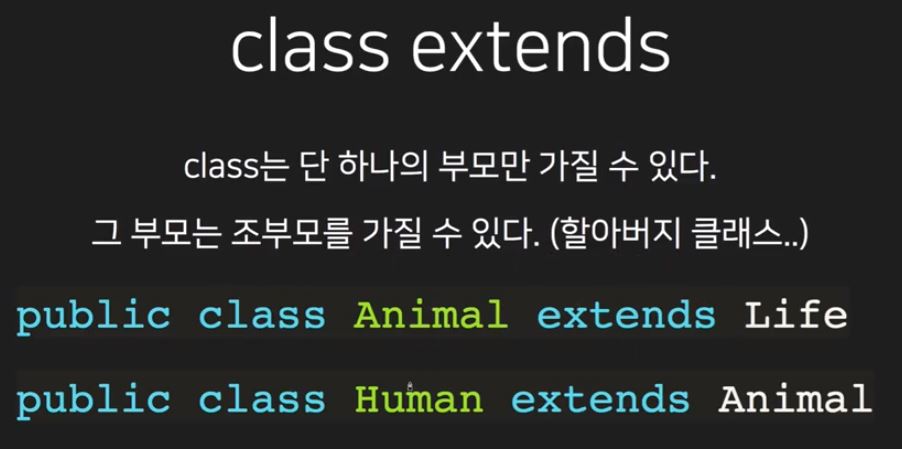 class extends
class는 단 하나의 부모만 가질 수 있다.
그 부모는 조부모를 가질 수 있다. (할아버지 클래스..)
public class Animal extends Life
public class Human extends Animal